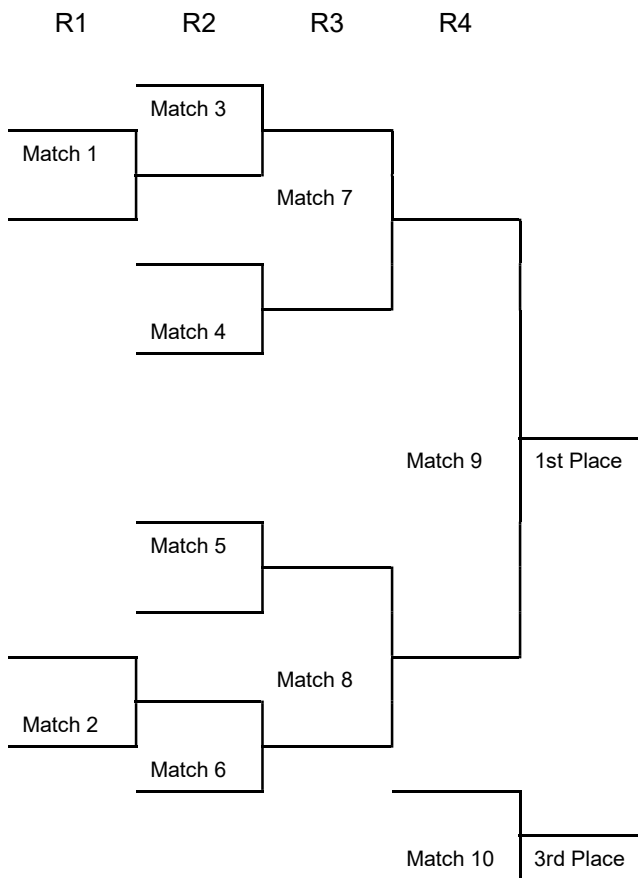 R1 R2 R3 R4
Match 3
Match 1
Match 7
Match 4
Match 9 1st Place
Match 5
Match 8
Match 2
Match 6
Match 10 3rd Place